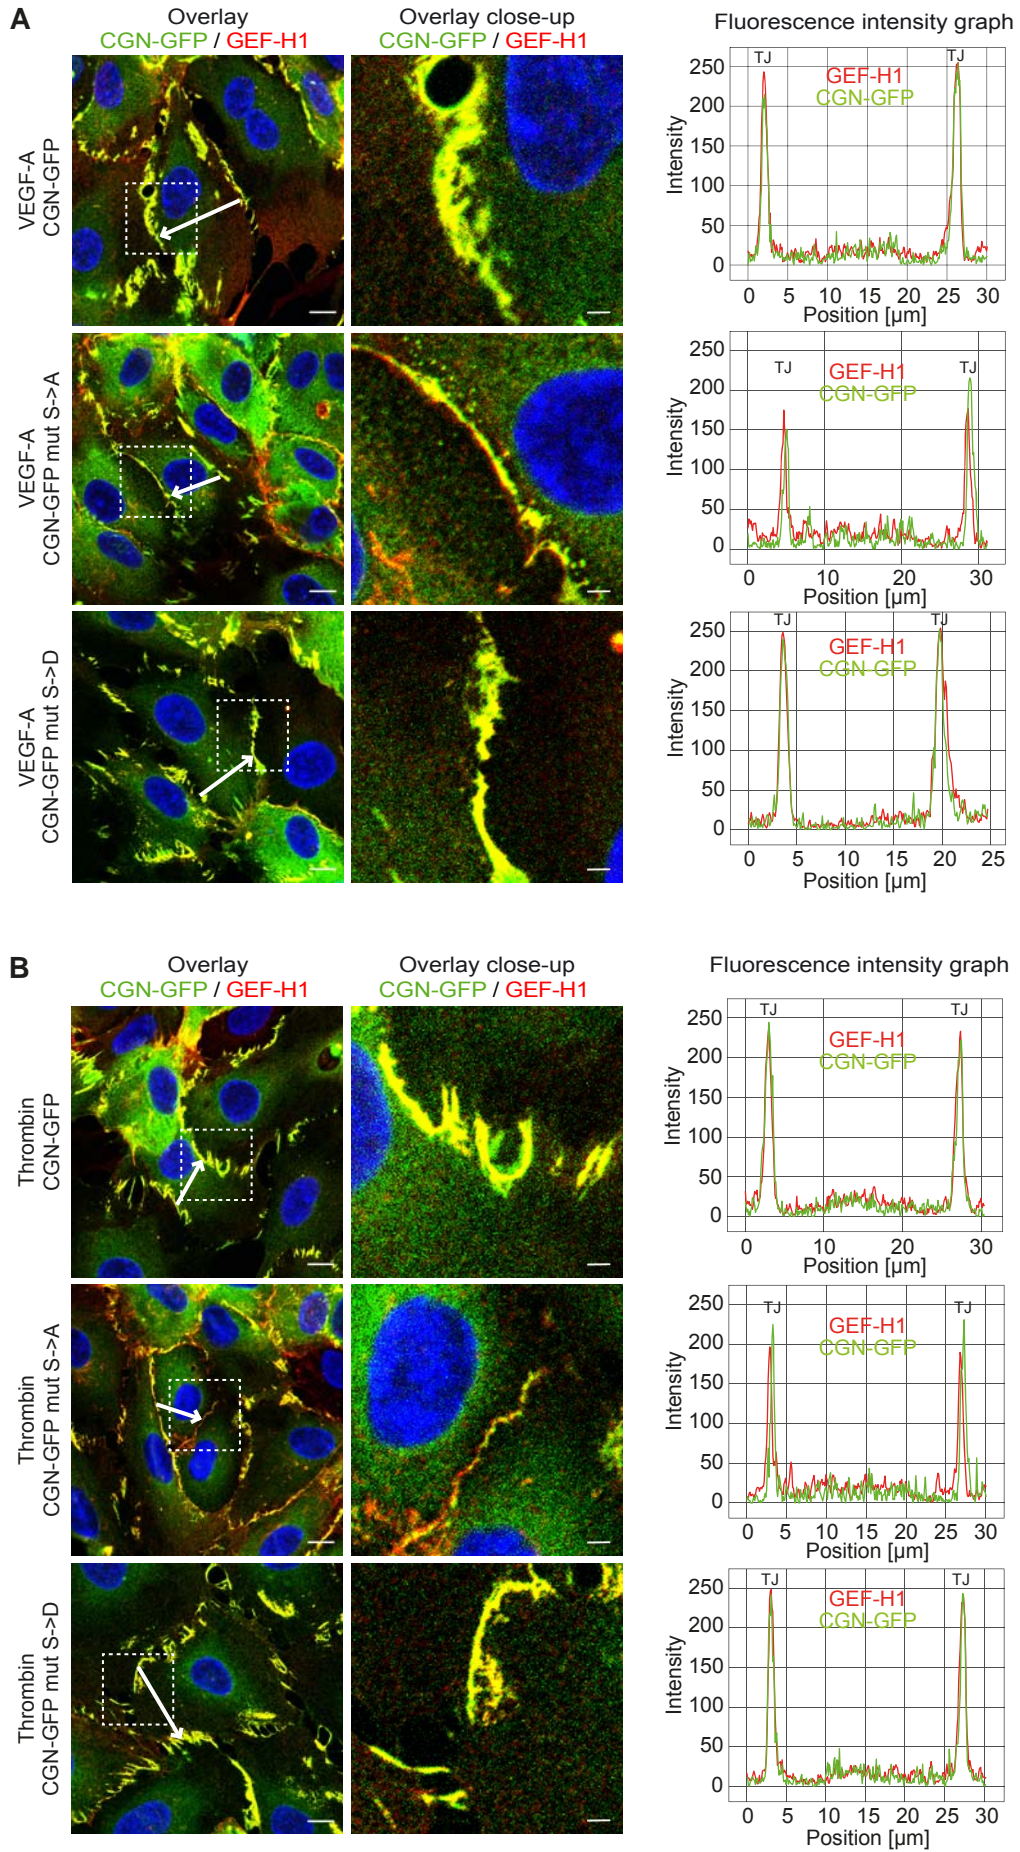 A
Overlay
CGN-GFP / GEF-H1
Overlay close-up
CGN-GFP / GEF-H1
Fluorescence intensity graph
VEGF-A
CGN-GFP
TJ
TJ
GEF-H1
CGN-GFP
Intensity
250
200
150
100
50
0
0 5 10 15 20 25 30
Position [µm]
VEGF-A
CGN-GFP mut S->A
TJ
TJ
GEF-H1
CGN-GFP
Intensity
250
200
150
100
50
0
0 10 20 30
Position [µm]
VEGF-A
CGN-GFP mut S->D
TJ
TJ
GEF-H1
CGN-GFP
Intensity
250
200
150
100
50
0
0 5 10 15 20 25
Position [µm]
B
Overlay
CGN-GFP / GEF-H1
Overlay close-up
CGN-GFP / GEF-H1
Fluorescence intensity graph
Thrombin
CGN-GFP
TJ
TJ
GEF-H1
CGN-GFP
Intensity
250
200
150
100
50
0
0 10 20 30
Position [µm]
Thrombin
CGN-GFP mut S->A
TJ
TJ
GEF-H1
CGN-GFP
Intensity
250
200
150
100
50
0
0 5 10 15 20 25 30
Position [µm]
Thrombin
CGN-GFP mut S->D
TJ
TJ
GEF-H1
CGN-GFP
Intensity
250
200
150
100
50
0
0 5 10 15 20 25 30
Position [µm]